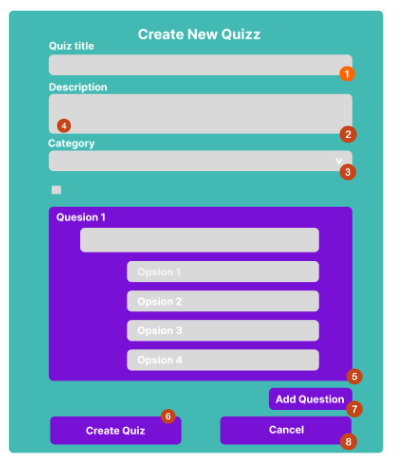 Create New Quizz
Quiz title
1
Description
4
2
Category
v
3
Quesion 1
Opsion 1
Opsion 2
Opsion 3
Opsion 4
5
Add Question
7
6
Create Quiz
Cancel
8